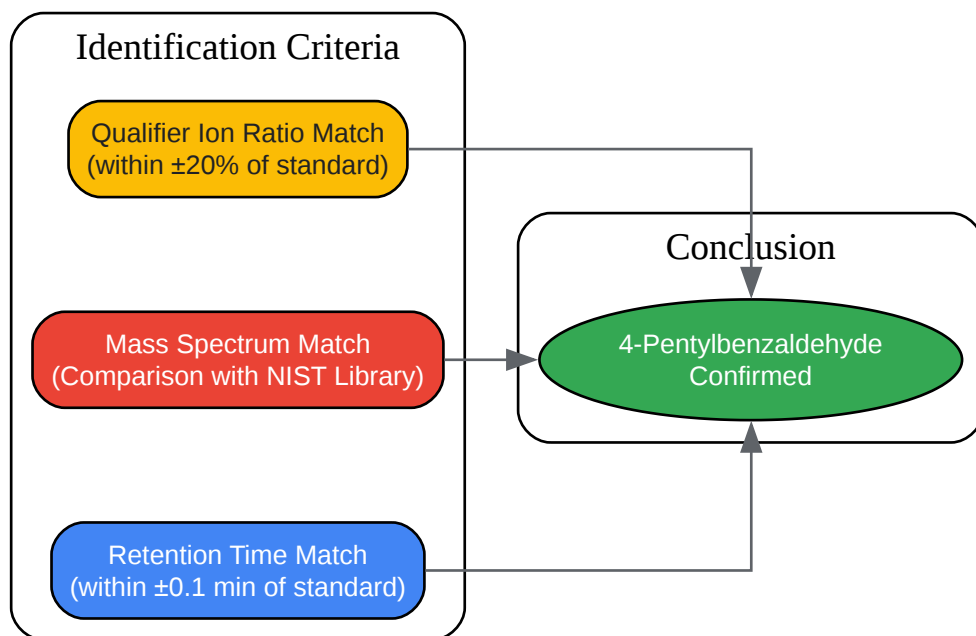 Identification Criteria
Qualifier Ion Ratio Match
(within ±20% of standard)
Mass Spectrum Match
(Comparison with NIST Library)
Retention Time Match
(within ±0.1 min of standard)
Conclusion
4-Pentylbenzaldehyde
Confirmed